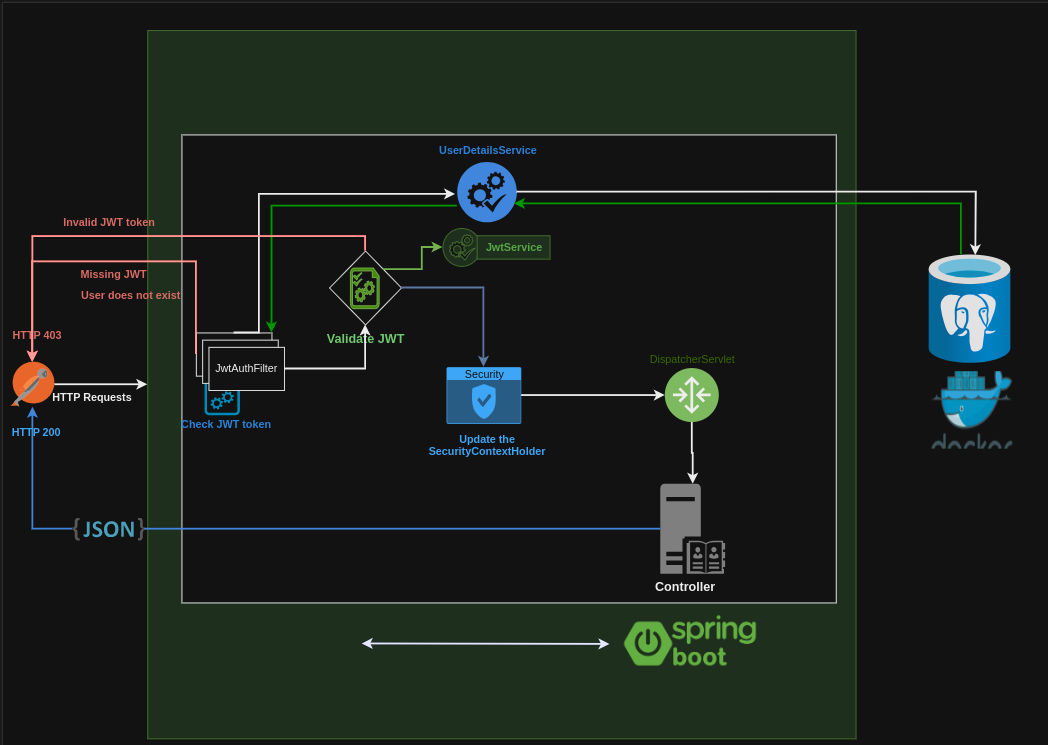 UserDetailsService
Invalid JWT token
JwtService
Missing JWT
User does not exist
HTTP 403
Validate JWT
JwtAuthFilter
DispatcherServlet
Security
HTTP Requests
Check JWT token
HTTP 200
Update the
SecurityContextHolder
docker
{JSON}
Controller
spring
boot